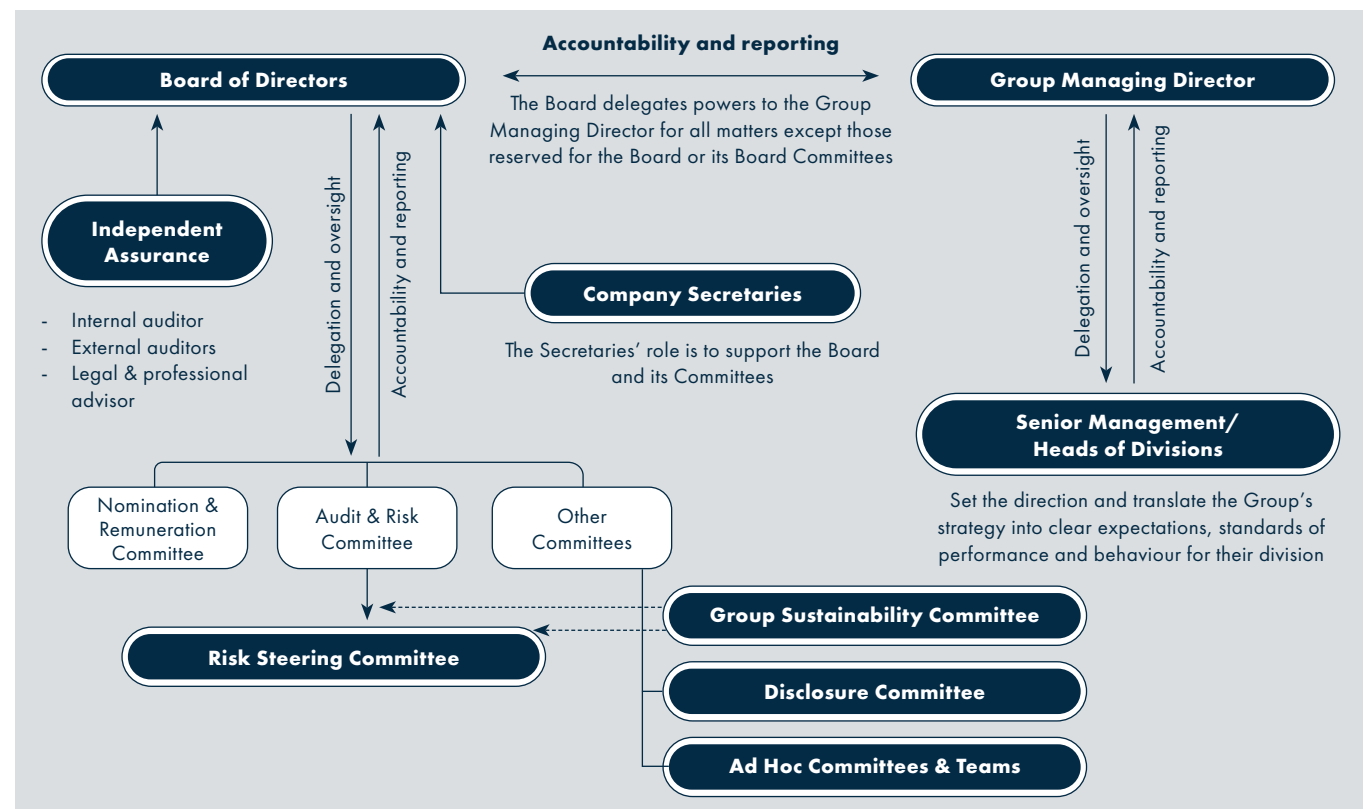 Accountability and reporting
Board of Directors
Group Managing Director
The Board delegates powers to the Group
Managing Director for all matters except those
reserved for the Board or its Board Committees
Independent
Assurance
- Internal auditor
- External auditors
- Legal & professional
advisor
Delegation and oversight
Accountability and reporting
Company Secretaries
The Secretaries’ role is to support the Board
and its Committees
Delegation and oversight
Accountability and reporting
Senior Management/
Heads of Divisions
Set the direction and translate the Group’s
strategy into clear expectations, standards of
performance and behaviour for their division
Nomination &
Remuneration
Committee
Audit & Risk
Committee
Other
Committees
Group Sustainability Committee
Risk Steering Committee
Disclosure Committee
Ad Hoc Committees & Teams